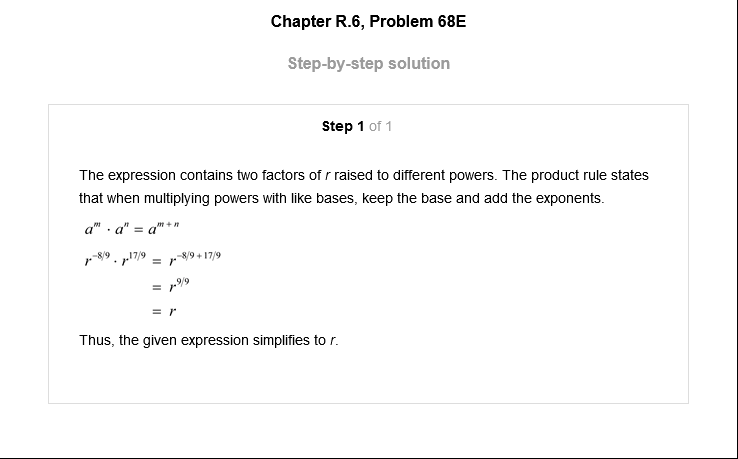 Chapter R.6, Problem 68E
Step-by-step solution
Step 1 of 1
The expression contains two factors of r raised to different powers. The product rule states
that when multiplying powers with like bases, keep the base and add the exponents.
a^m · a^n = a^(m + n)
r^(-8/9) · r^(17/9) = r^(-8/9 + 17/9)
= r^(9/9)
= r
Thus, the given expression simplifies to r.